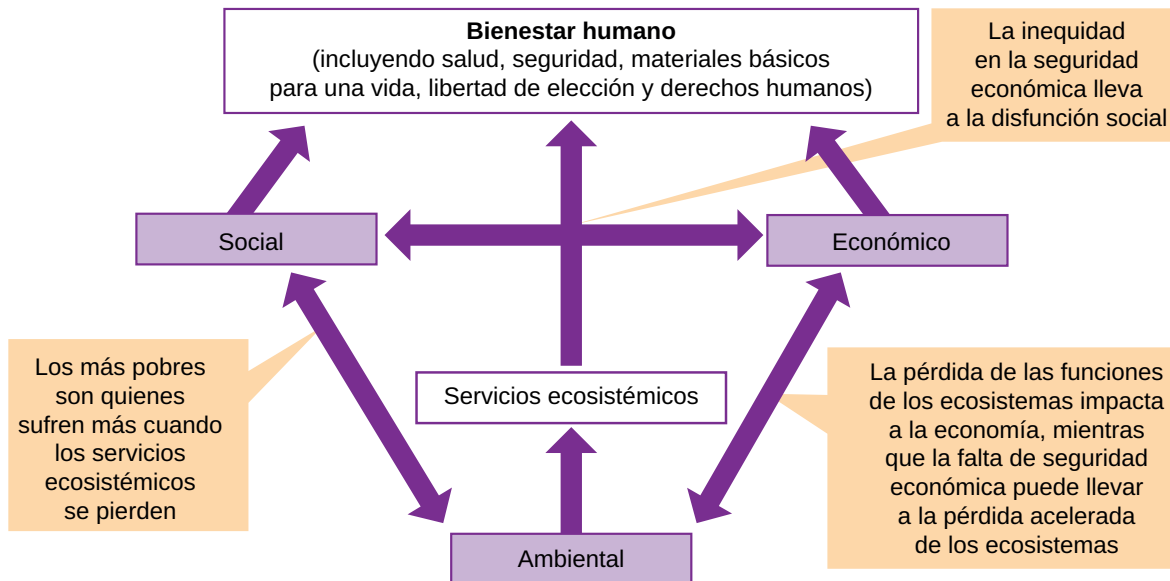 Bienestar humano
(incluyendo salud, seguridad, materiales básicos
para una vida, libertad de elección y derechos humanos)
La inequidad
en la seguridad
económica lleva
a la disfunción social
Social
Económico
Los más pobres
son quienes
sufren más cuando
los servicios
ecosistémicos
se pierden
Servicios ecosistémicos
La pérdida de las funciones
de los ecosistemas impacta
a la economía, mientras
que la falta de seguridad
económica puede llevar
a la pérdida acelerada
de los ecosistemas
Ambiental